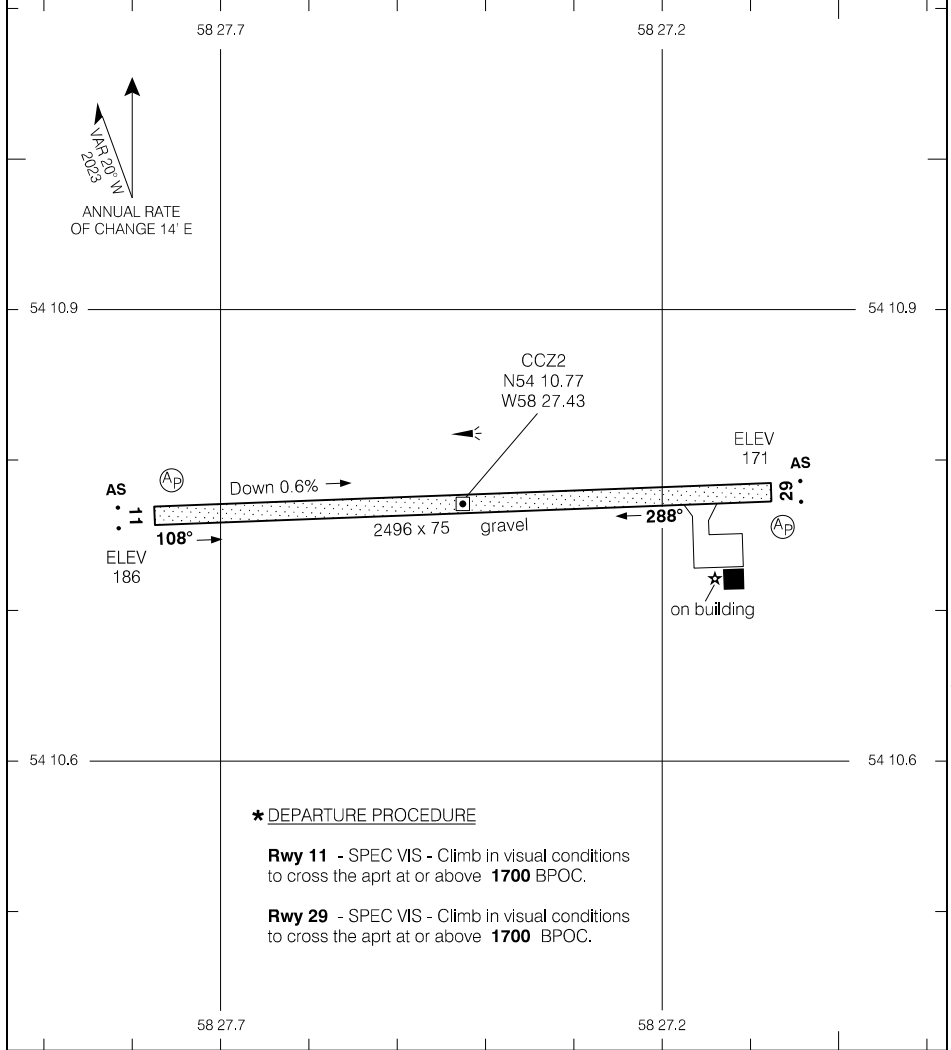 58 27.7
58 27.2
VAR 20° W
2023
ANNUAL RATE
OF CHANGE 14' E
54 10.9
54 10.9
CCZ2
N54 10.77
W58 27.43
ELEV
171
AS
29
AP
AS
11
Down 0.6%
2496 x 75
gravel
288°
108°
AP
ELEV
186
on building
54 10.6
54 10.6
* DEPARTURE PROCEDURE
Rwy 11 - SPEC VIS - Climb in visual conditions
to cross the aprt at or above 1700 BPOC.
Rwy 29 - SPEC VIS - Climb in visual conditions
to cross the aprt at or above 1700 BPOC.
58 27.7
58 27.2